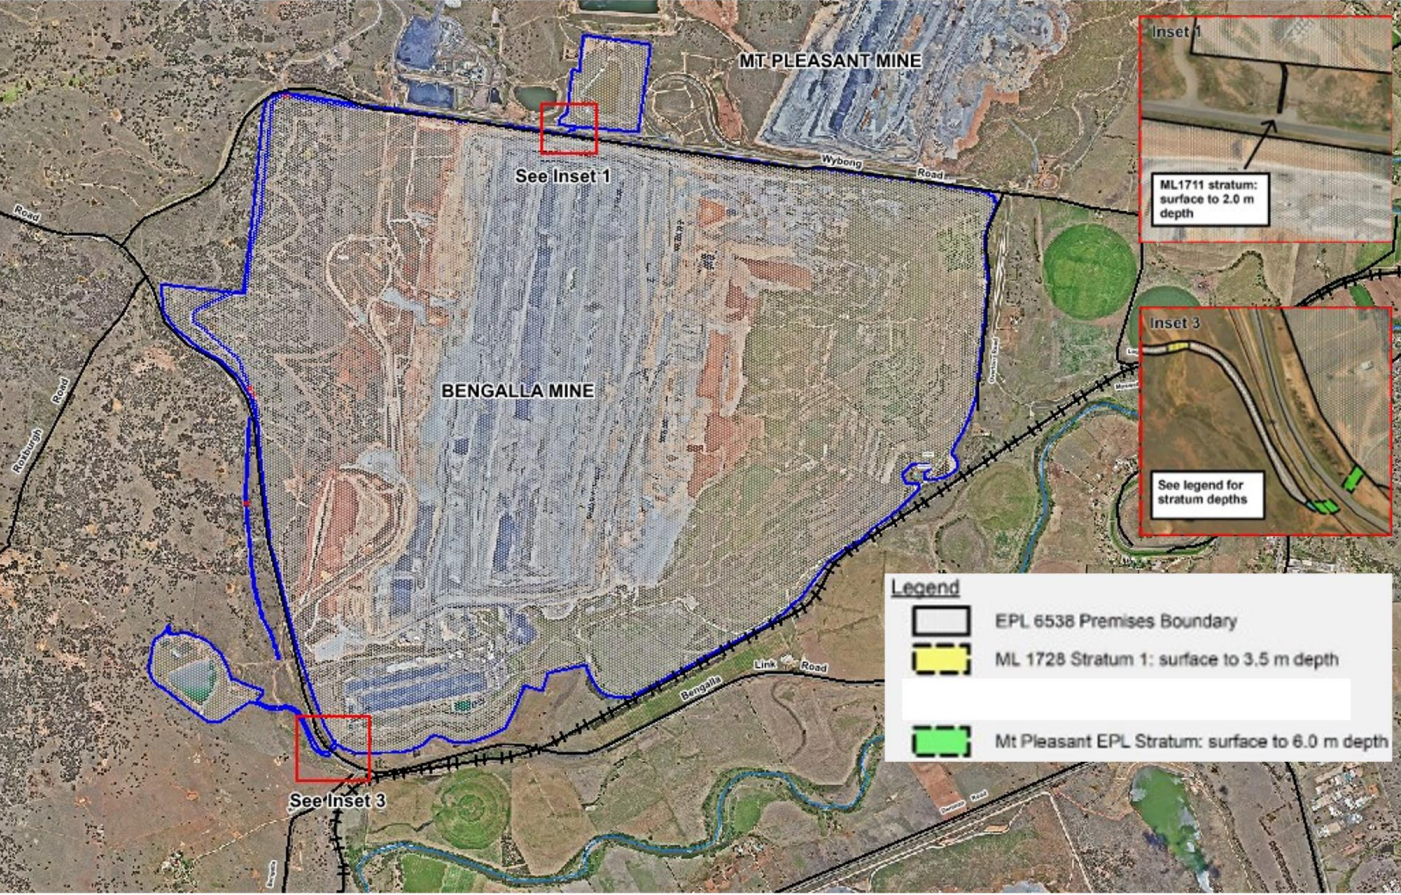 MT PLEASANT MINE
Inset 1
See Inset 1
Wybong
Road
ML1711 stratum:
surface to 2.0 m
depth
Road
Inset 3
BENGALLA MINE
Road
Roxburgh
See legend for
stratum depths
Legend
EPL 6538 Premises Boundary
ML 1728 Stratum 1: surface to 3.5 m depth
Mt Pleasant EPL Stratum: surface to 6.0 m depth
Link
Road
Bengalla
See Inset 3
Road
Bengalla